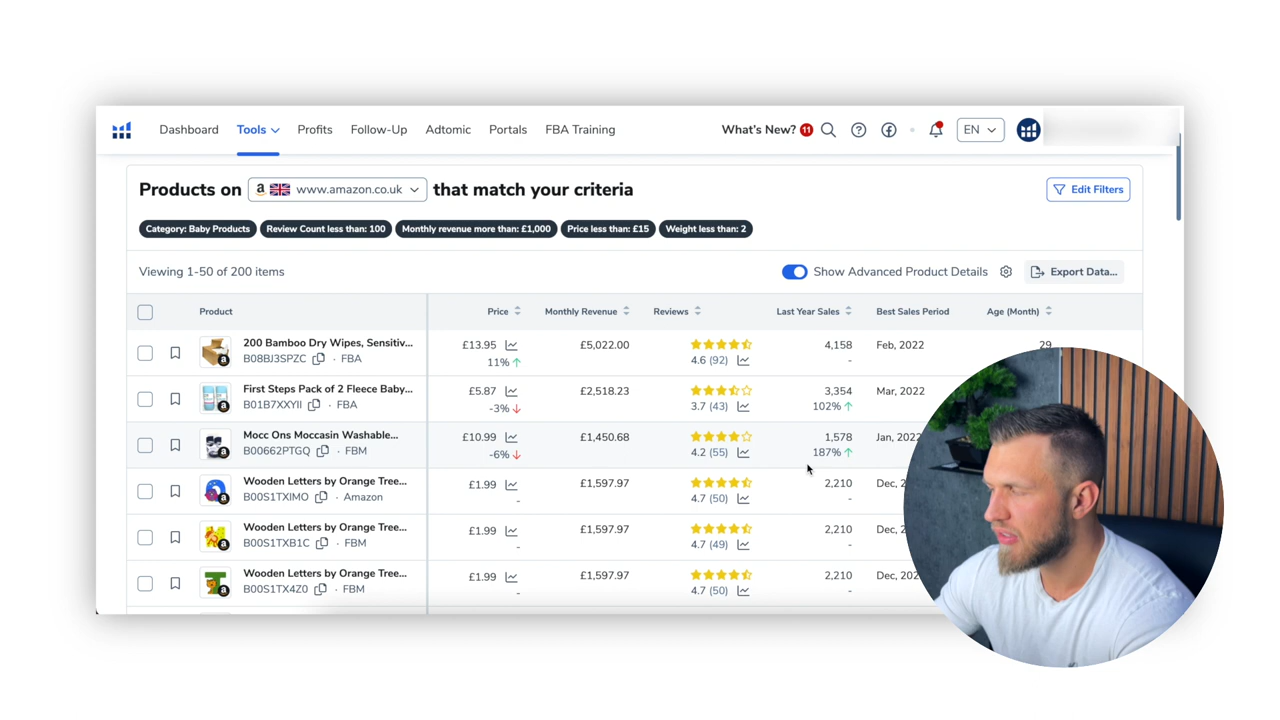 Dashboard Tools Profits Follow-Up Adtomic Portals FBA Training What's New? 11 EN
Products on a www.amazon.co.uk that match your criteria Edit Filters
Category: Baby Products Review Count less than: 100 Monthly revenue more than: £1,000 Price less than: £15 Weight less than: 2
Viewing 1-50 of 200 items Show Advanced Product Details Export Data...
Product Price Monthly Revenue Reviews Last Year Sales Best Sales Period Age (Month)
200 Bamboo Dry Wipes, Sensitiv... £13.95 £5,022.00 4,158 Feb, 2022 29
B08BJ3SPZC · FBA 11% 4.6 (92) -
First Steps Pack of 2 Fleece Baby... £5.87 £2,518.23 3,354 Mar, 2022
B01B7XXYII · FBA -3% 3.7 (43) 102%
Mocc Ons Moccasin Washable... £10.99 £1,450.68 1,578 Jan, 2022
B00662PTGQ · FBM -6% 4.2 (55) 187%
Wooden Letters by Orange Tree... £1.99 £1,597.97 2,210 Dec,
B00S1TXIMO · Amazon - 4.7 (50) -
Wooden Letters by Orange Tree... £1.99 £1,597.97 2,210 Dec,
B00S1TXB1C · FBM - 4.7 (49) -
Wooden Letters by Orange Tree... £1.99 £1,597.97 2,210 Dec, 202
B00S1TX4Z0 · FBM - 4.7 (50) -